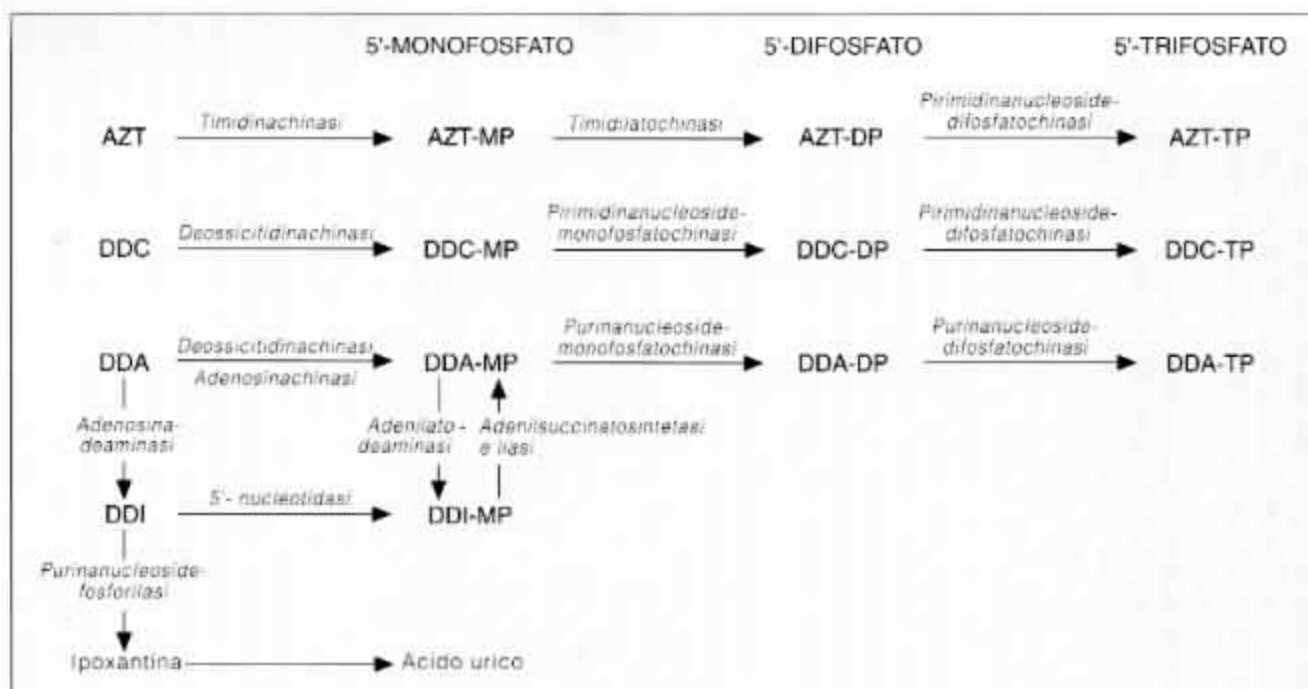 5'-MONOFOSFATO 5'-DIFOSFATO 5'-TRIFOSFATO
Pirimidinanucleoside-
AZT Timidinachinasi AZT-MP Timidilatochinasi AZT-DP difosfatochinasi AZT-TP
Pirimidinanucleoside- Pirimidinanucleoside-
DDC Deossicitidinachinasi DDC-MP monofosfatochinasi DDC-DP difosfatochinasi DDC-TP
Purinanucleoside- Purinanucleoside-
Deossicitidinachinasi monofosfatochinasi difosfatochinasi
DDA DDA-MP DDA-DP DDA-TP
Adenosinachinasi
Adenosina- Adenilato- Adenilsuccinatosintetasi
deaminasi deaminasi e liasi
5'- nucleotidasi
DDI DDI-MP
Purinanucleoside-
fosforilasi
Ipoxantina Acido urico